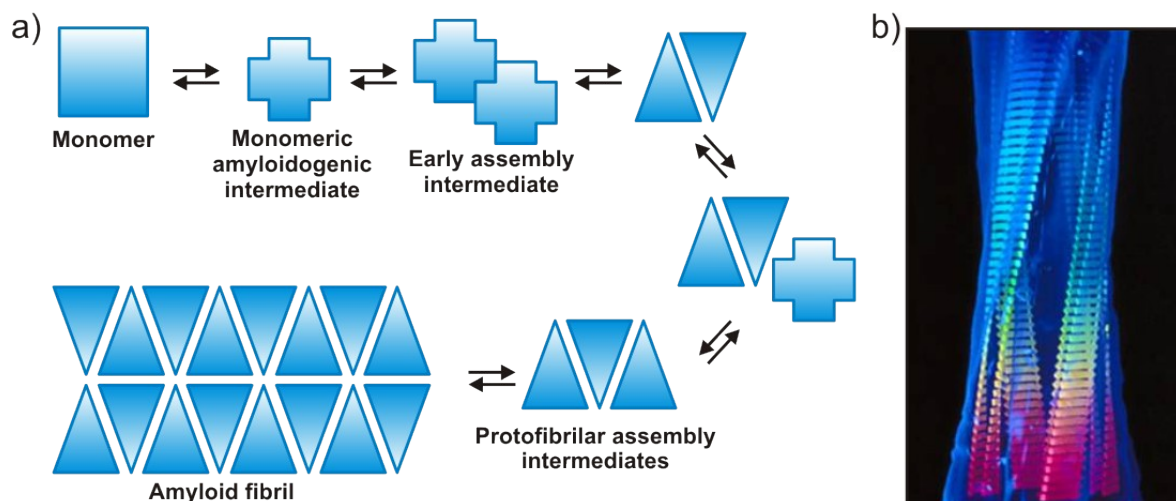 a)
b)
Monomer
Monomeric
amyloidogenic
intermediate
Early assembly
intermediate
Protofibrilar assembly
intermediates
Amyloid fibril